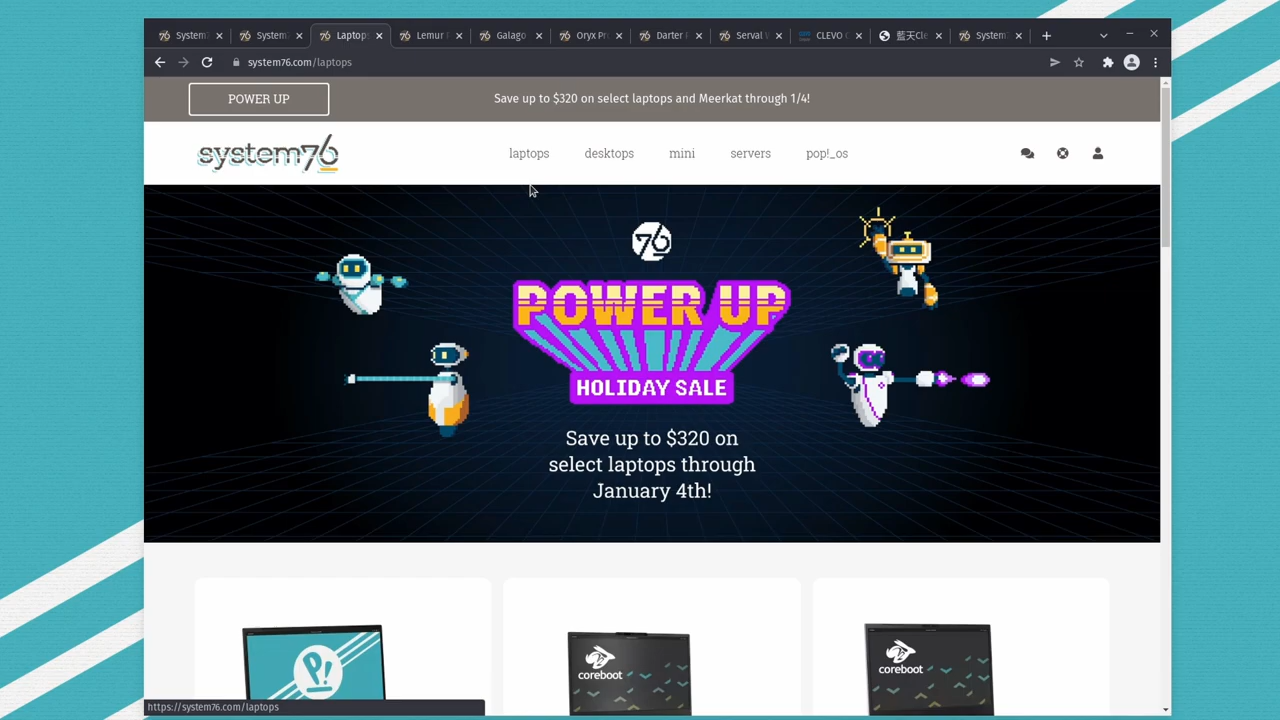 System
System
Laptop
Lemur
Galago
Oryx Pr
Darter
Serval
CLEVO
藍天Cle
System
system76.com/laptops
POWER UP
Save up to $320 on select laptops and Meerkat through 1/4!
system76
laptops
desktops
mini
servers
pop!_os
76
POWER UP
HOLIDAY SALE
Save up to $320 on
select laptops through
January 4th!
P!
coreboot
coreboot
https://system76.com/laptops